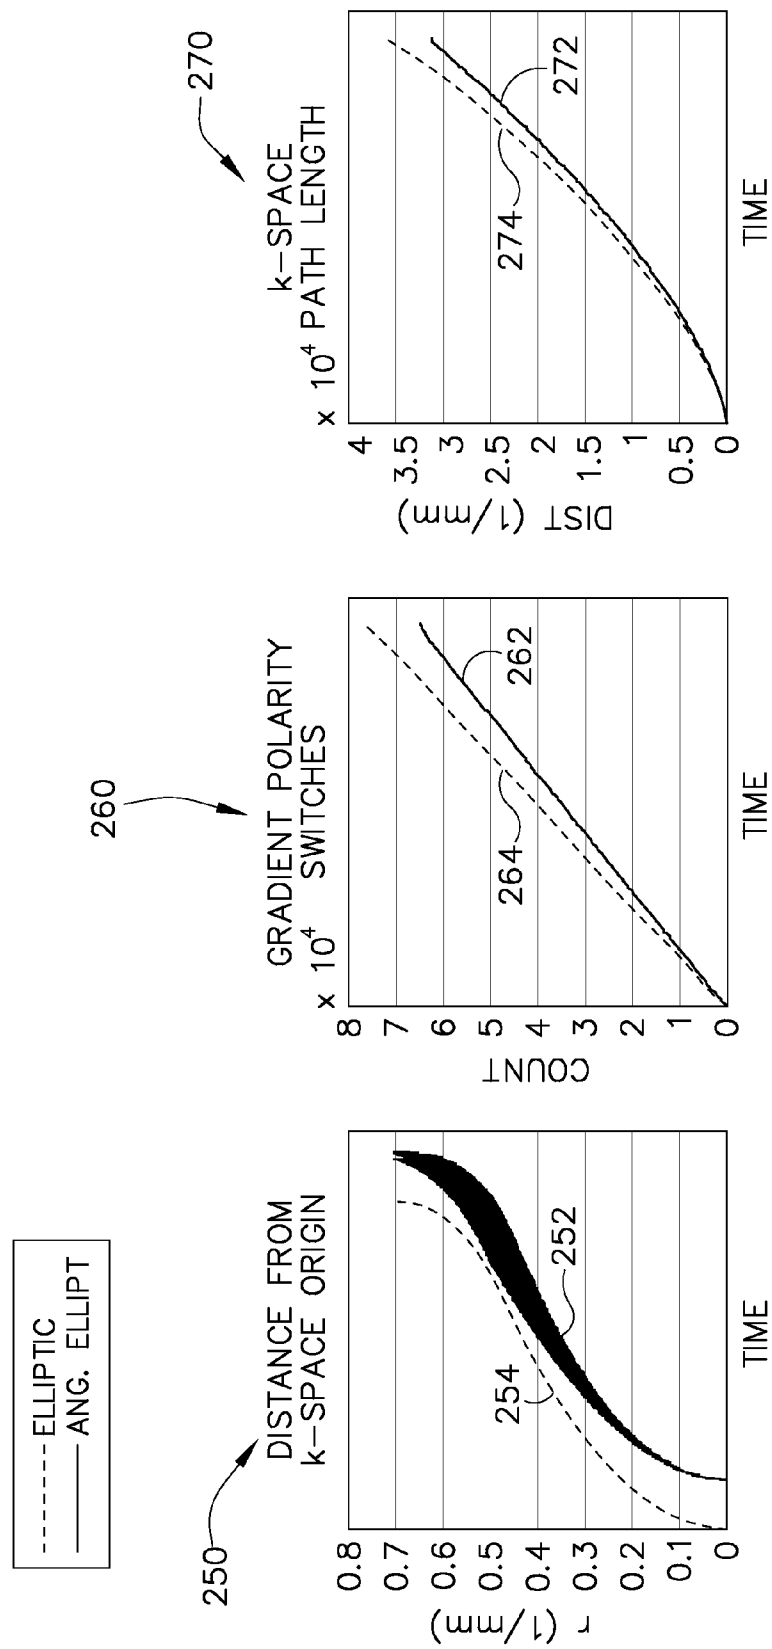 ELLIPTIC
ANG. ELLIPT
250
DISTANCE FROM
k-SPACE ORIGIN
r (1/mm)
0.8
0.7
0.6
0.5
0.4
0.3
0.2
0.1
0
254
252
TIME
260
GRADIENT POLARITY
SWITCHES
x 10⁴
COUNT
8
7
6
5
4
3
2
1
0
264
262
TIME
270
k-SPACE
x 10⁴ PATH LENGTH
DIST (1/mm)
4
3.5
3
2.5
2
1.5
1
0.5
0
274
272
TIME